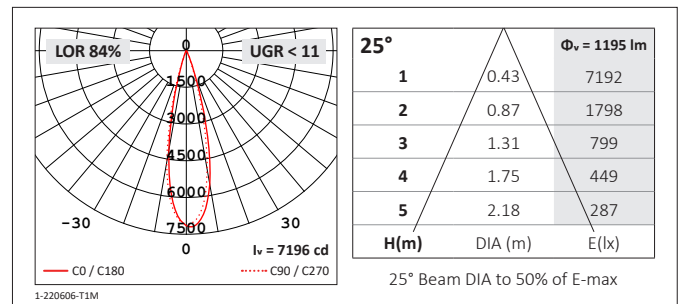 LOR 84%
UGR < 11
0
1500
3000
4500
6000
7500
-30
30
0
Iᵥ = 7196 cd
C0 / C180
C90 / C270
1-220606-T1M
25° Φᵥ = 1195 lm
1 0.43 7192
2 0.87 1798
3 1.31 799
4 1.75 449
5 2.18 287
H(m) DIA (m) E(lx)
25° Beam DIA to 50% of E-max